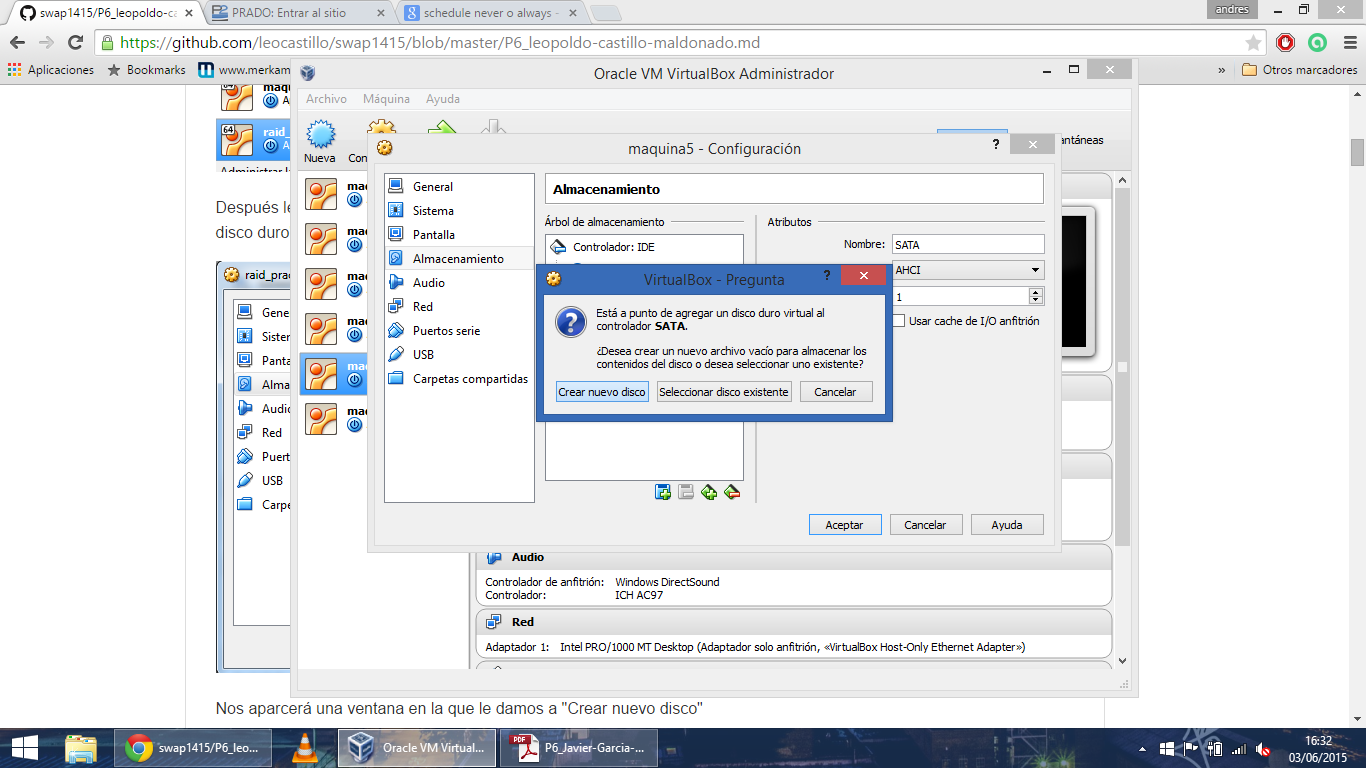 swap1415/P6_leopoldo-ca
PRADO: Entrar al sitio
schedule never o always -
andres
https://github.com/leocastillo/swap1415/blob/master/P6_leopoldo-castillo-maldonado.md
Aplicaciones
Bookmarks
www.merkam
»
Otros marcadores
Oracle VM VirtualBox Administrador
Archivo Máquina Ayuda
Nueva
Con
antáneas
64
raid_
Administrar l
Después le
disco duro
raid_prac
Gene
Sister
Panta
Alma
Audio
Red
Puert
USB
Carpe
maquina5 - Configuración
?
General
Sistema
Pantalla
Almacenamiento
Audio
Red
Puertos serie
USB
Carpetas compartidas
Almacenamiento
Árbol de almacenamiento
Controlador: IDE
Atributos
Nombre: SATA
AHCI
1
Usar cache de I/O anfitrión
VirtualBox - Pregunta
?
Está a punto de agregar un disco duro virtual al
controlador SATA.
¿Desea crear un nuevo archivo vacío para almacenar los
contenidos del disco o desea seleccionar uno existente?
Crear nuevo disco
Seleccionar disco existente
Cancelar
Aceptar
Cancelar
Ayuda
Audio
Controlador de anfitrión: Windows DirectSound
Controlador: ICH AC97
Red
Adaptador 1: Intel PRO/1000 MT Desktop (Adaptador solo anfitrión, «VirtualBox Host-Only Ethernet Adapter»)
Nos aparcerá una ventana en la que le damos a "Crear nuevo disco"
swap1415/P6_leo...
Oracle VM Virtual...
P6_Javier-Garcia-...
16:32
03/06/2015